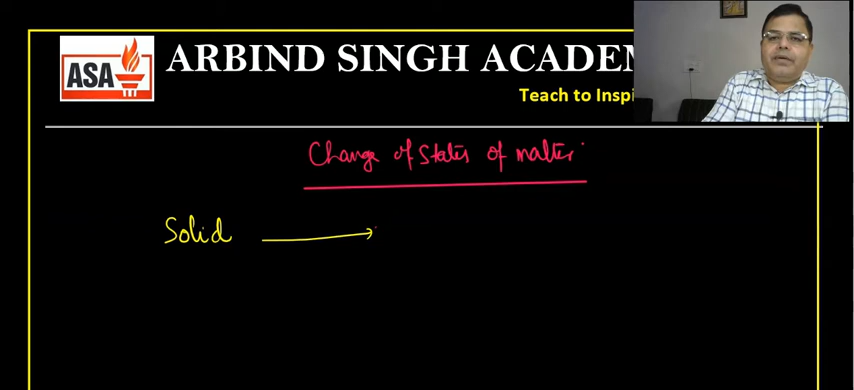 ASA
ARBIND SINGH ACADEM
Teach to Inspi
Change of States of matter
Solid